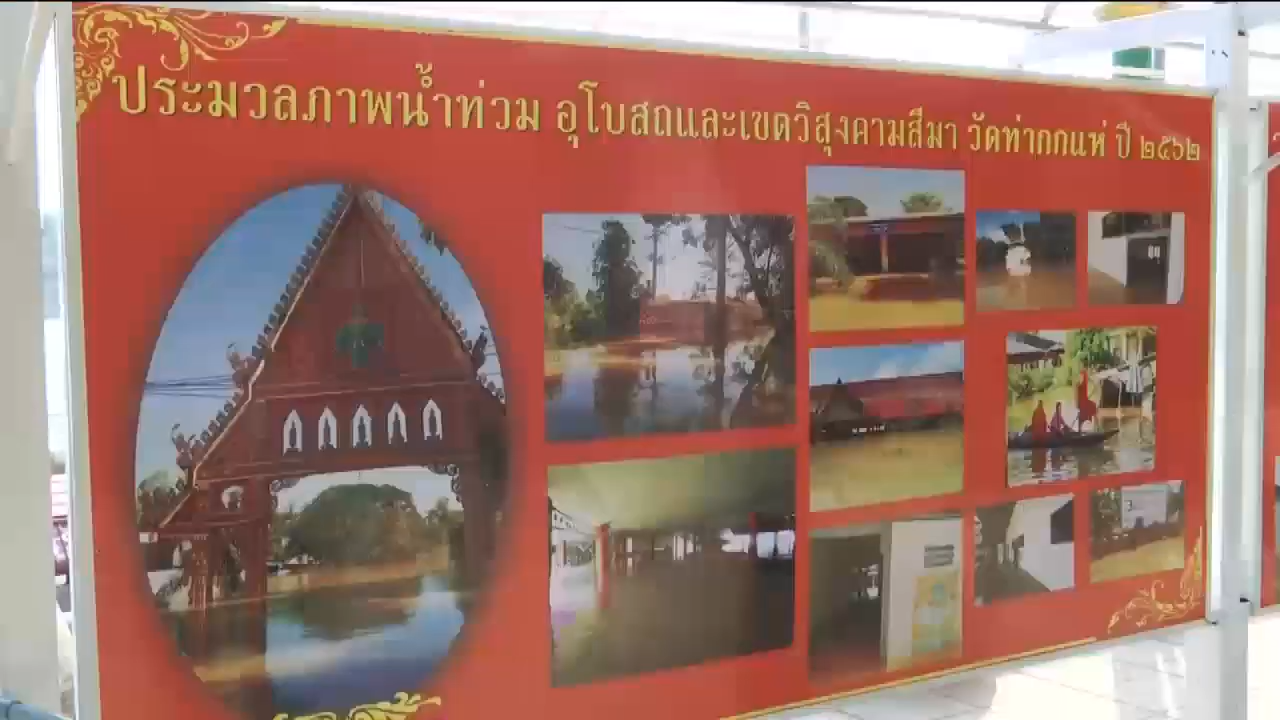 ประมวลภาพน้ำท่วม อุโบสถและเขตวิสุงคามสีมา วัดท่ากกแห่ ปี ๒๕๖๒